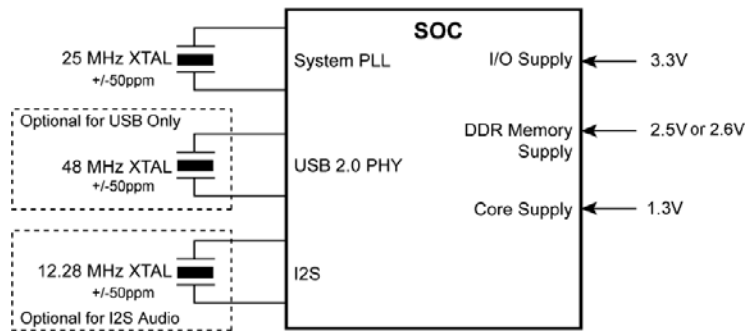 SOC
25 MHz XTAL
+/-50ppm
System PLL
I/O Supply
3.3V
Optional for USB Only
48 MHz XTAL
+/-50ppm
USB 2.0 PHY
DDR Memory
Supply
2.5V or 2.6V
Core Supply
1.3V
12.28 MHz XTAL
+/-50ppm
I2S
Optional for I2S Audio